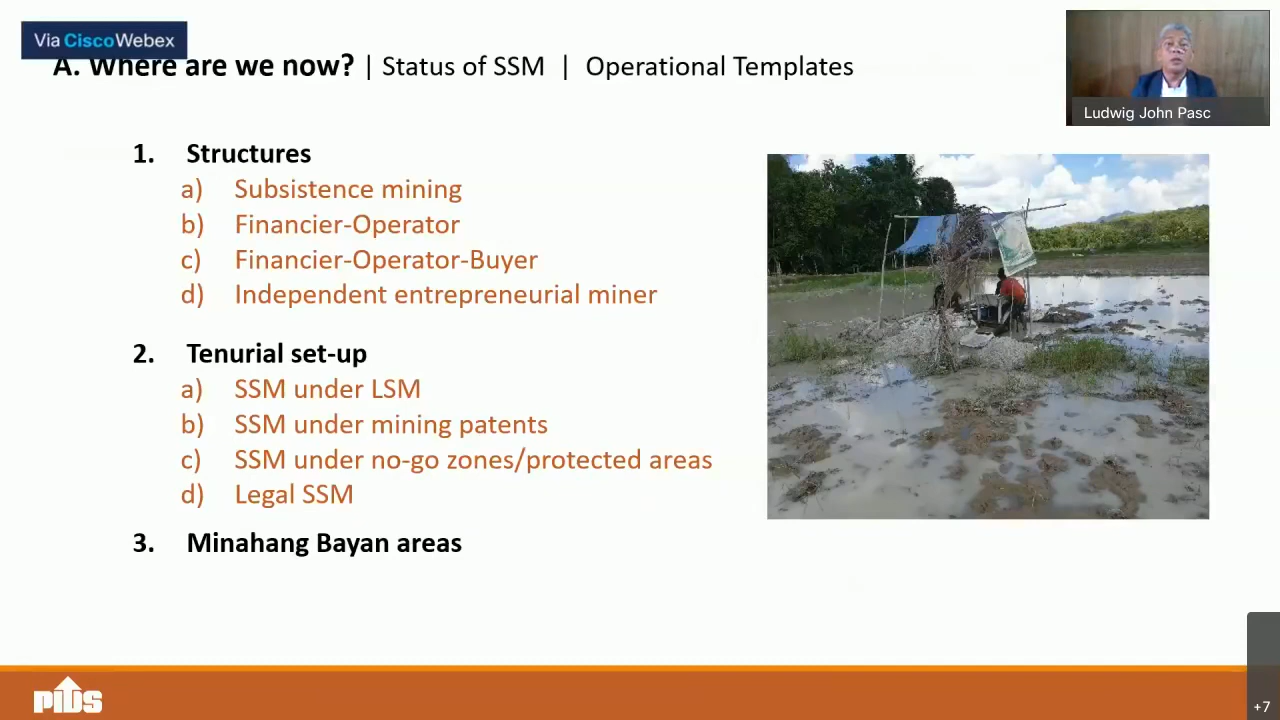 Via Cisco Webex
A. Where are we now? | Status of SSM | Operational Templates
Ludwig John Pasc
1. Structures
a) Subsistence mining
b) Financier-Operator
c) Financier-Operator-Buyer
d) Independent entrepreneurial miner
2. Tenurial set-up
a) SSM under LSM
b) SSM under mining patents
c) SSM under no-go zones/protected areas
d) Legal SSM
3. Minahang Bayan areas
PIDS
+7